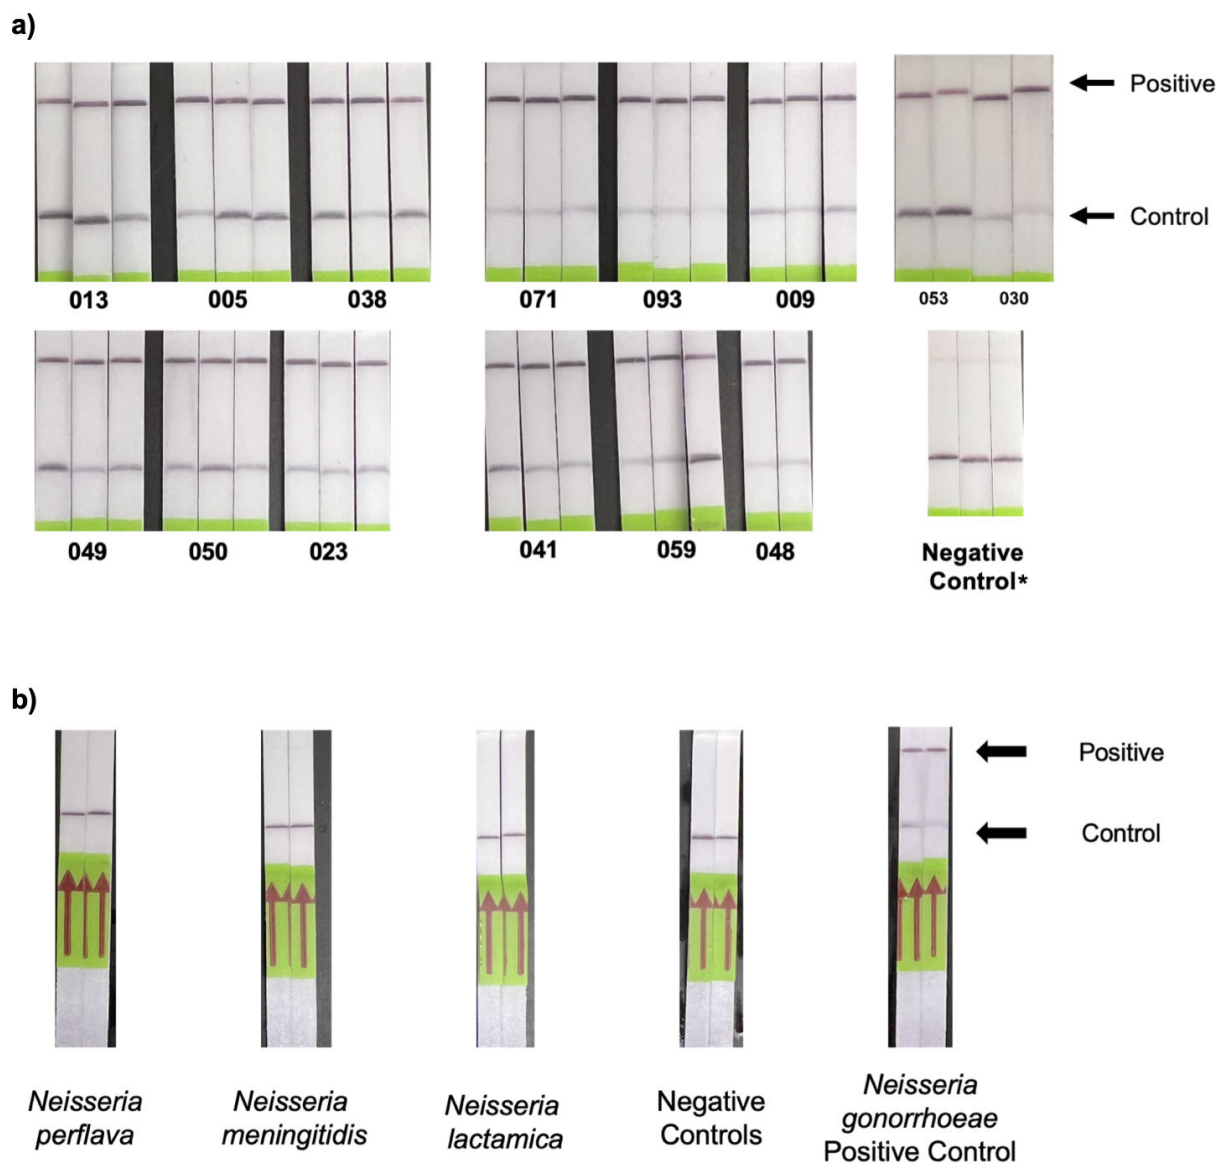 a)
Positive
Control
013 005 038 071 093 009 053 030
049 050 023 041 059 048 Negative
Control*
b)
Positive
Control
Neisseria
perflava
Neisseria
meningitidis
Neisseria
lactamica
Negative
Controls
Neisseria
gonorrhoeae
Positive Control